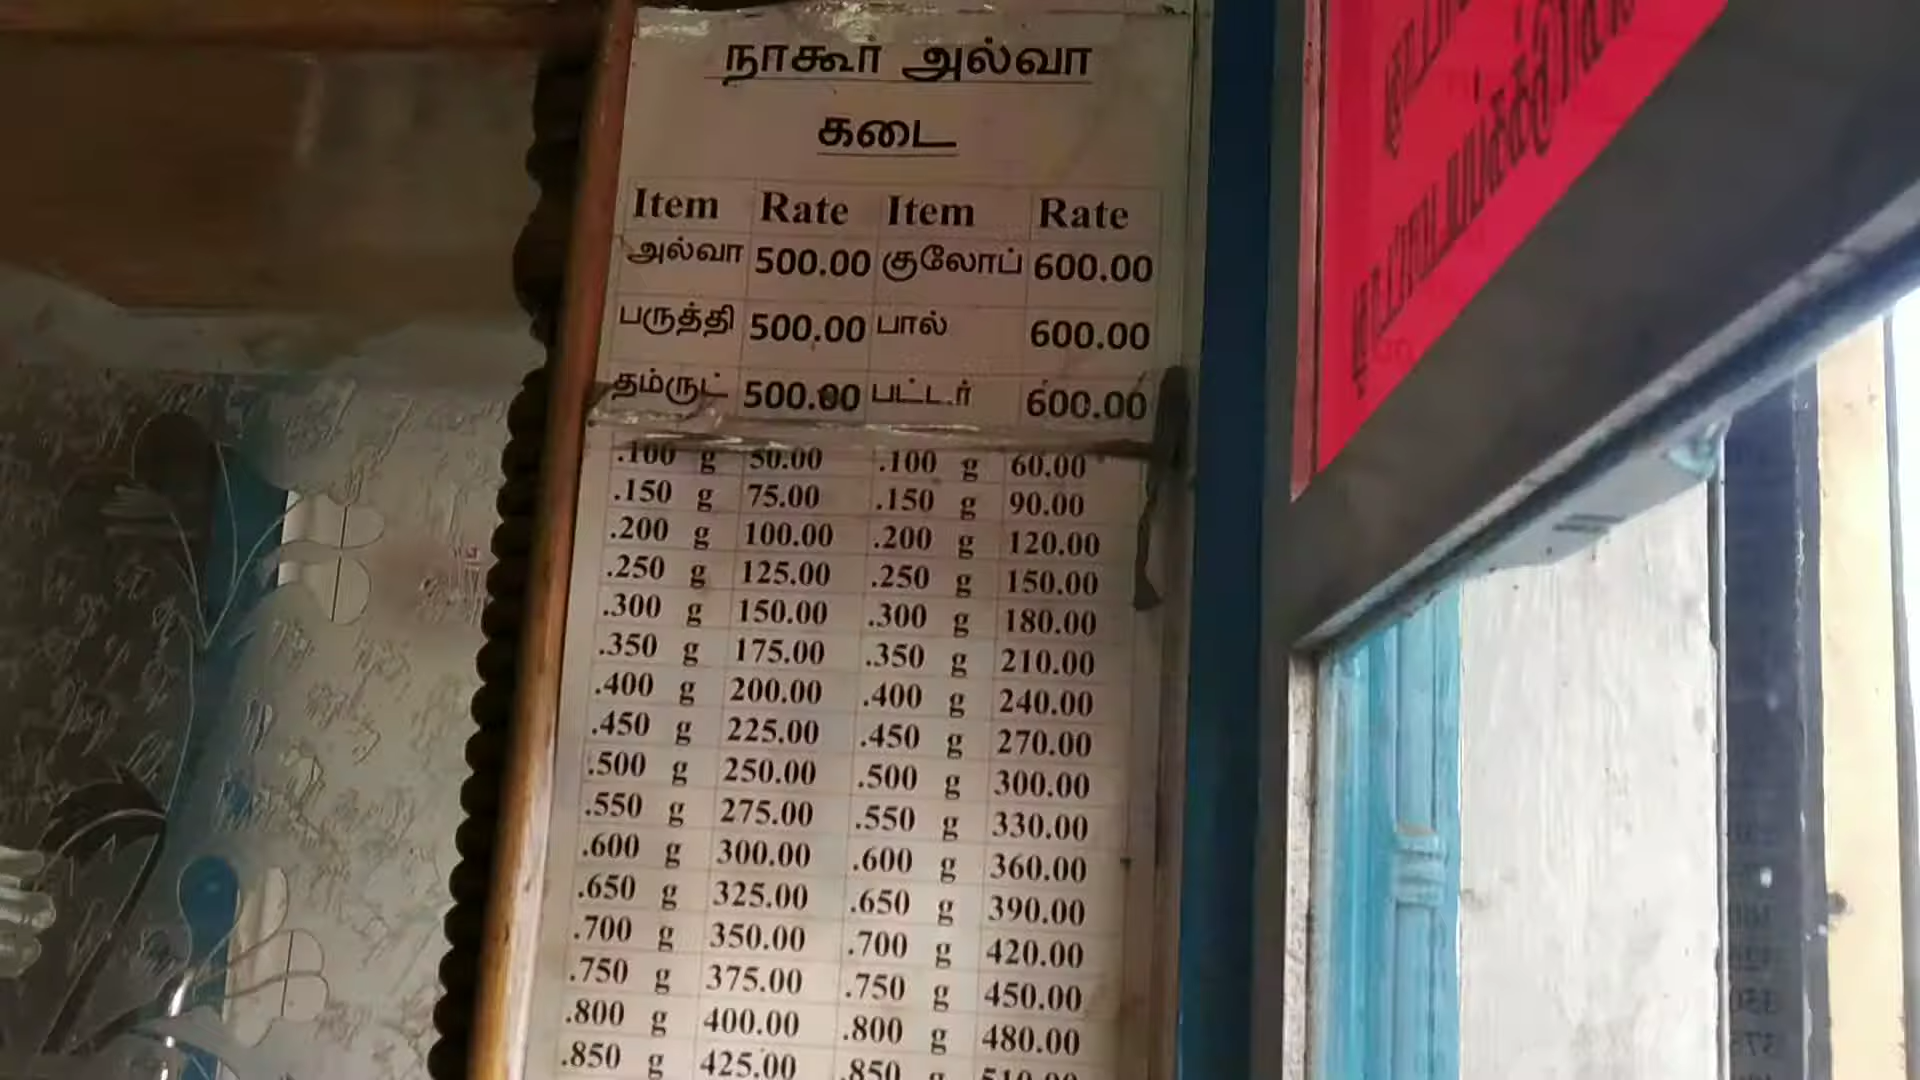 நாகூர் அல்வா
கடை
Item Rate Item Rate
அல்வா 500.00 குலோப் 600.00
பருத்தி 500.00 பால் 600.00
தம்ருட் 500.00 பட்டர் 600.00
.100 g 50.00 .100 g 60.00
.150 g 75.00 .150 g 90.00
.200 g 100.00 .200 g 120.00
.250 g 125.00 .250 g 150.00
.300 g 150.00 .300 g 180.00
.350 g 175.00 .350 g 210.00
.400 g 200.00 .400 g 240.00
.450 g 225.00 .450 g 270.00
.500 g 250.00 .500 g 300.00
.550 g 275.00 .550 g 330.00
.600 g 300.00 .600 g 360.00
.650 g 325.00 .650 g 390.00
.700 g 350.00 .700 g 420.00
.750 g 375.00 .750 g 450.00
.800 g 400.00 .800 g 480.00
.850 g 425.00 .850 g 510.00